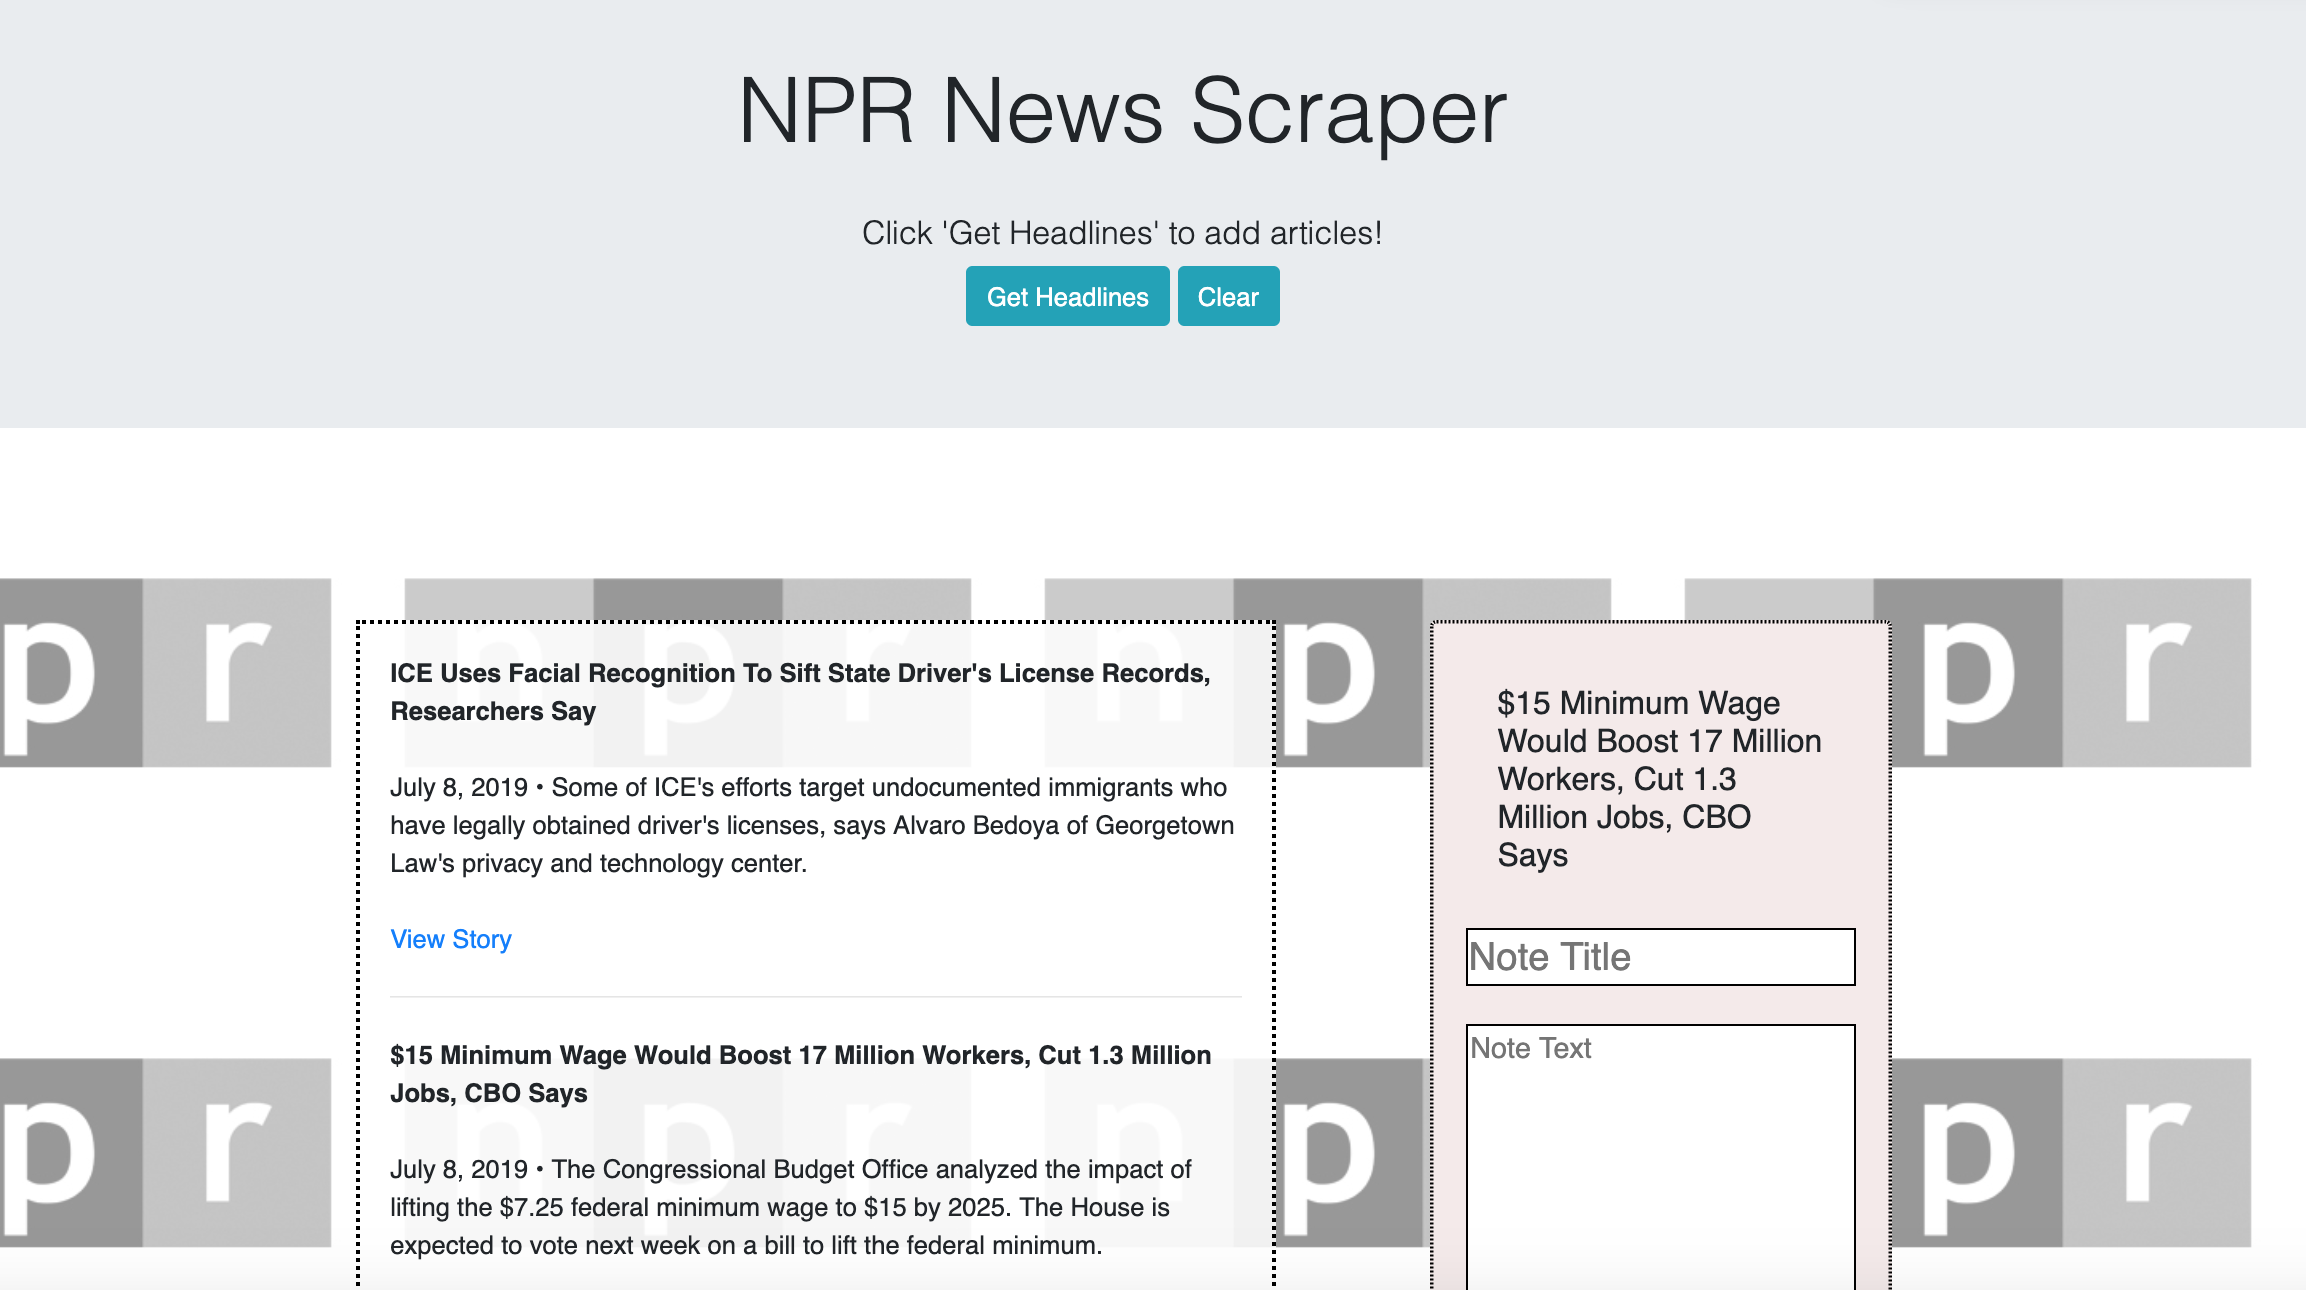 NPR News Scraper
Click 'Get Headlines' to add articles!
Get Headlines Clear
p r n p r n p p r
ICE Uses Facial Recognition To Sift State Driver's License Records,
Researchers Say
July 8, 2019 • Some of ICE's efforts target undocumented immigrants who
have legally obtained driver's licenses, says Alvaro Bedoya of Georgetown
Law's privacy and technology center.
View Story
$15 Minimum Wage Would Boost 17 Million Workers, Cut 1.3 Million
Jobs, CBO Says
July 8, 2019 • The Congressional Budget Office analyzed the impact of
lifting the $7.25 federal minimum wage to $15 by 2025. The House is
expected to vote next week on a bill to lift the federal minimum.
$15 Minimum Wage
Would Boost 17 Million
Workers, Cut 1.3
Million Jobs, CBO
Says
Note Title
Note Text
p r n p r n p p r